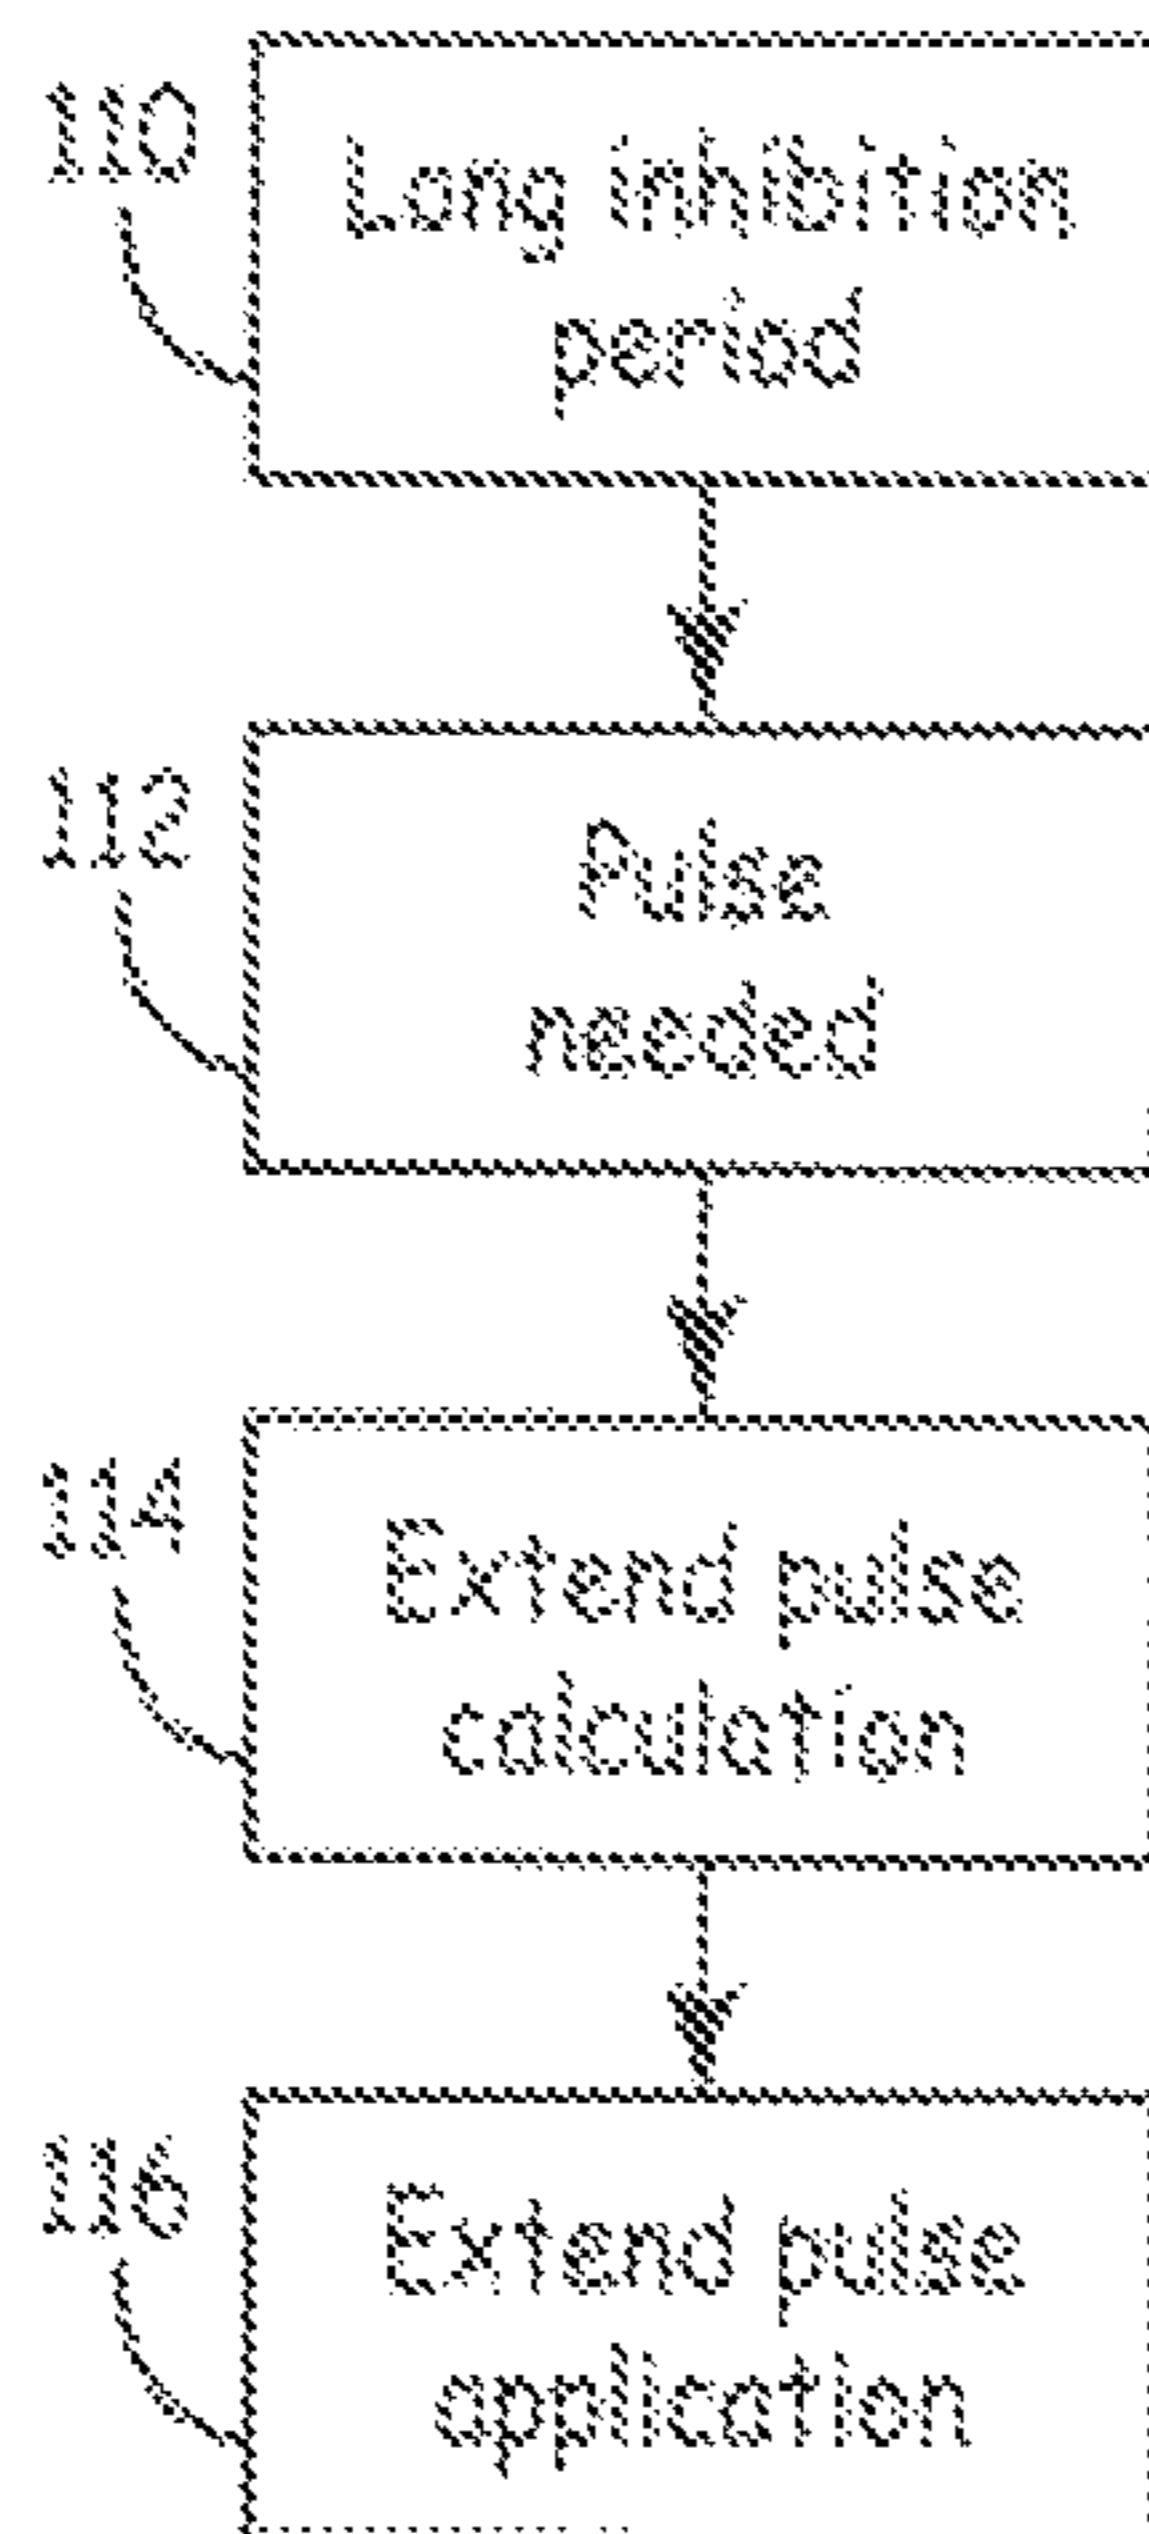 110
Long inhibition
period
112
Pulse
needed
114
Extend pulse
calculation
116
Extend pulse
application